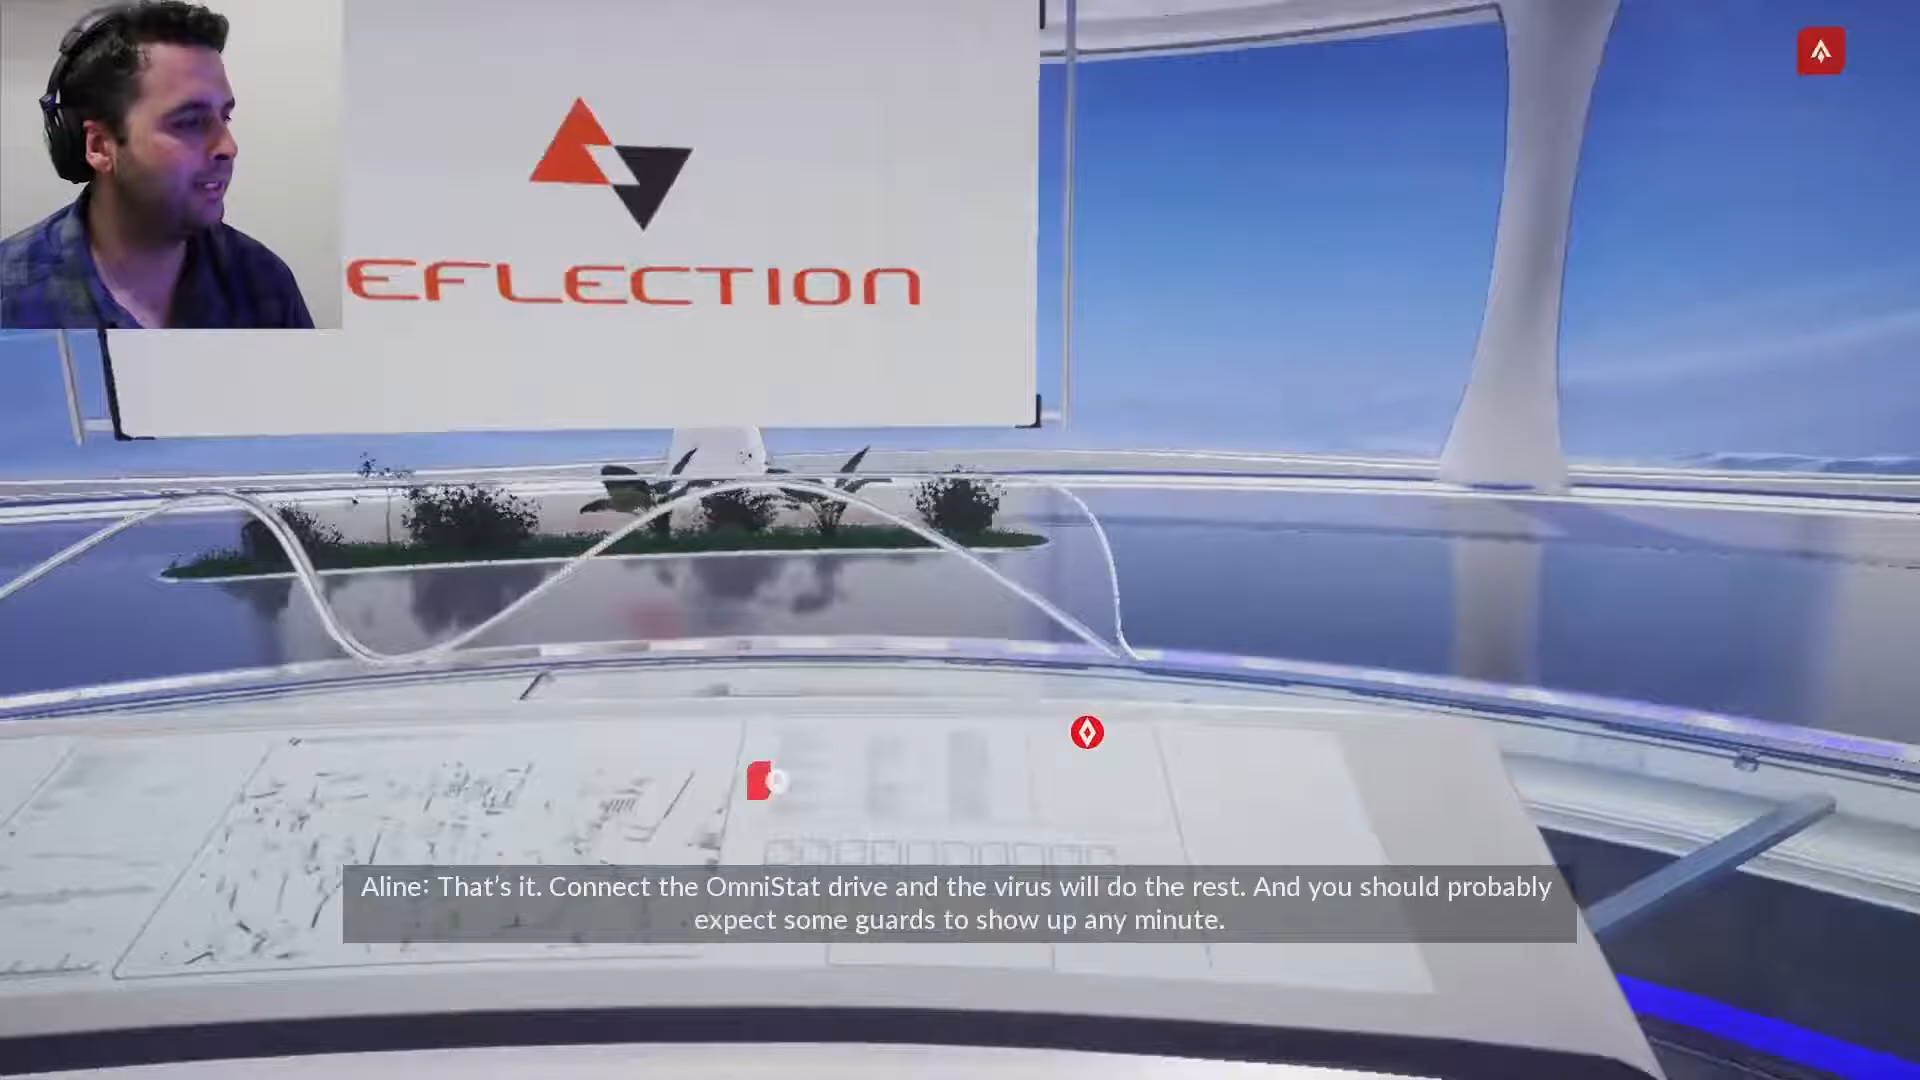 EFLECTION
Aline: That's it. Connect the OmniStat drive and the virus will do the rest. And you should probably
expect some guards to show up any minute.